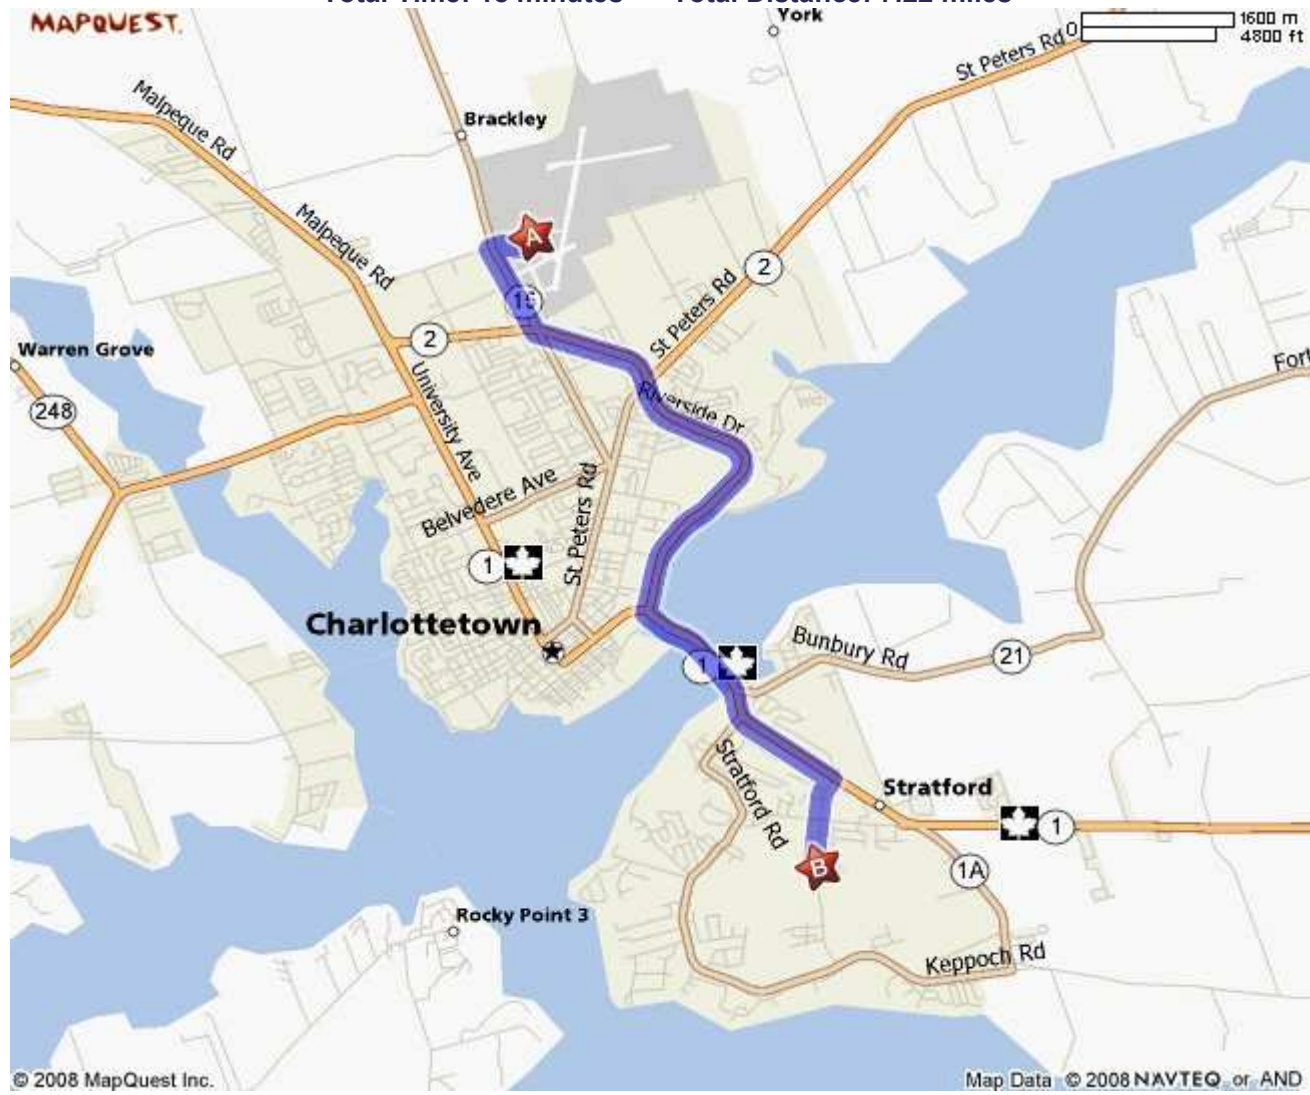 MAPQUEST.
York
0
1600 m
4800 ft
St Peters Rd
Malpeque Rd
Brackley
Malpeque Rd
A
2
15
St Peters Rd
2
Warren Grove
University Ave
Riverside Dr
248
Belvedere Ave
St Peters Rd
1
Charlottetown
Bunbury Rd
21
1
Stratford Rd
Stratford
1
B
1A
Rocky Point 3
Keppoch Rd
© 2008 MapQuest Inc.
Map Data © 2008 NAVTEQ or AND